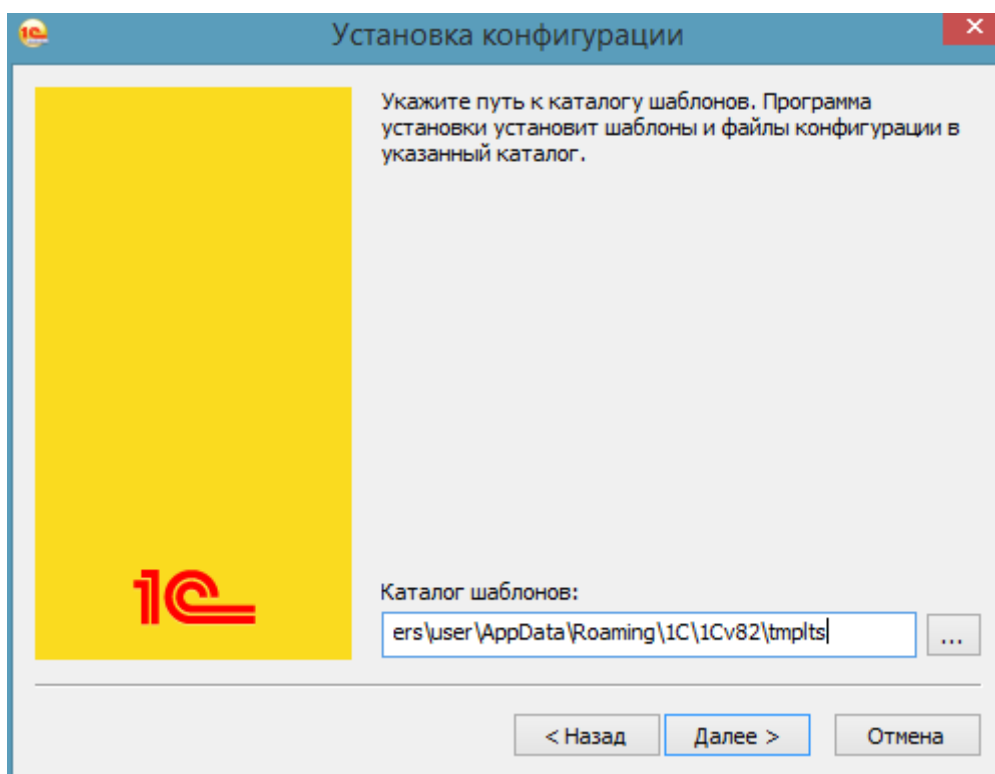 Установка конфигурации
Укажите путь к каталогу шаблонов. Программа
установки установит шаблоны и файлы конфигурации в
указанный каталог.
1С
Каталог шаблонов:
ers\user\AppData\Roaming\1C\1Cv82\tmplts
...
< Назад
Далее >
Отмена